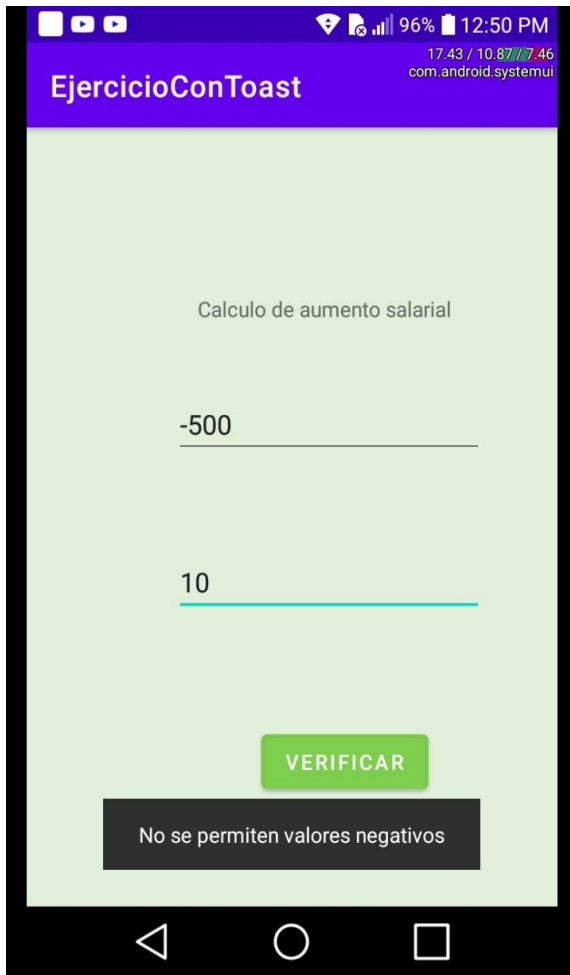 96% 12:50 PM
17.43 / 10.87 / 7.46
com.android.systemui
EjercicioConToast
Calculo de aumento salarial
-500
10
VERIFICAR
No se permiten valores negativos